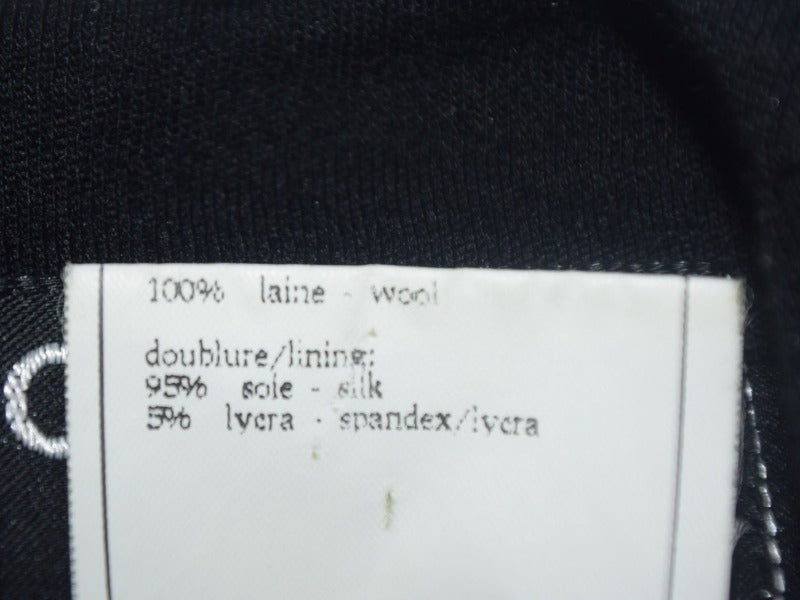 100% laine - wool
doublure/lining:
95% soie - silk
5% lycra - spandex/lycra